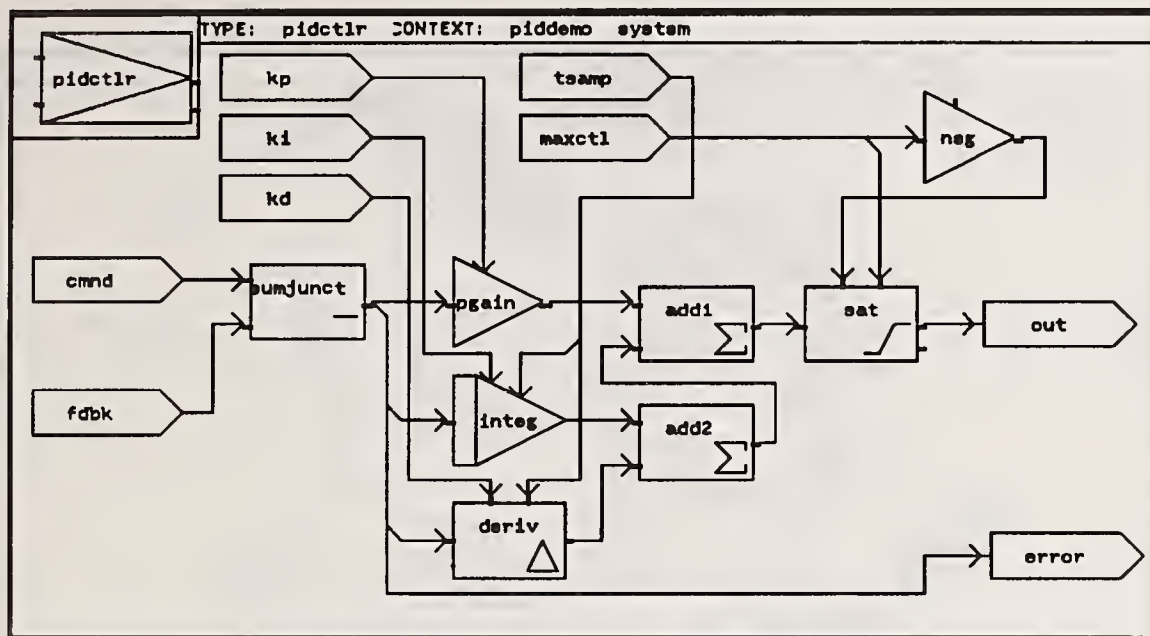 TYPE: pidctlr CONTEXT: piddemo system
pidctlr
kp
tsamp
ki
maxctl
neg
kd
cmnd
sumjunct
pgain
add1
sat
out
fdbk
integ
add2
deriv
error